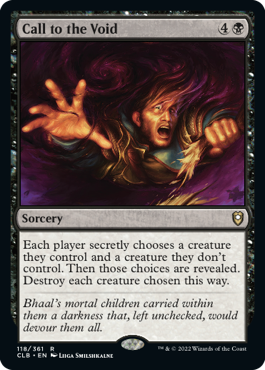 Call to the Void 4
Sorcery
Each player secretly chooses a creature
they control and a creature they don't
control. Then those choices are revealed.
Destroy each creature chosen this way.
Bhaal's mortal children carried within
them a darkness that, left unchecked, would
devour them all.
118/361 R
CLB • EN Liiga Smilshkalne
™ & © 2022 Wizards of the Coast